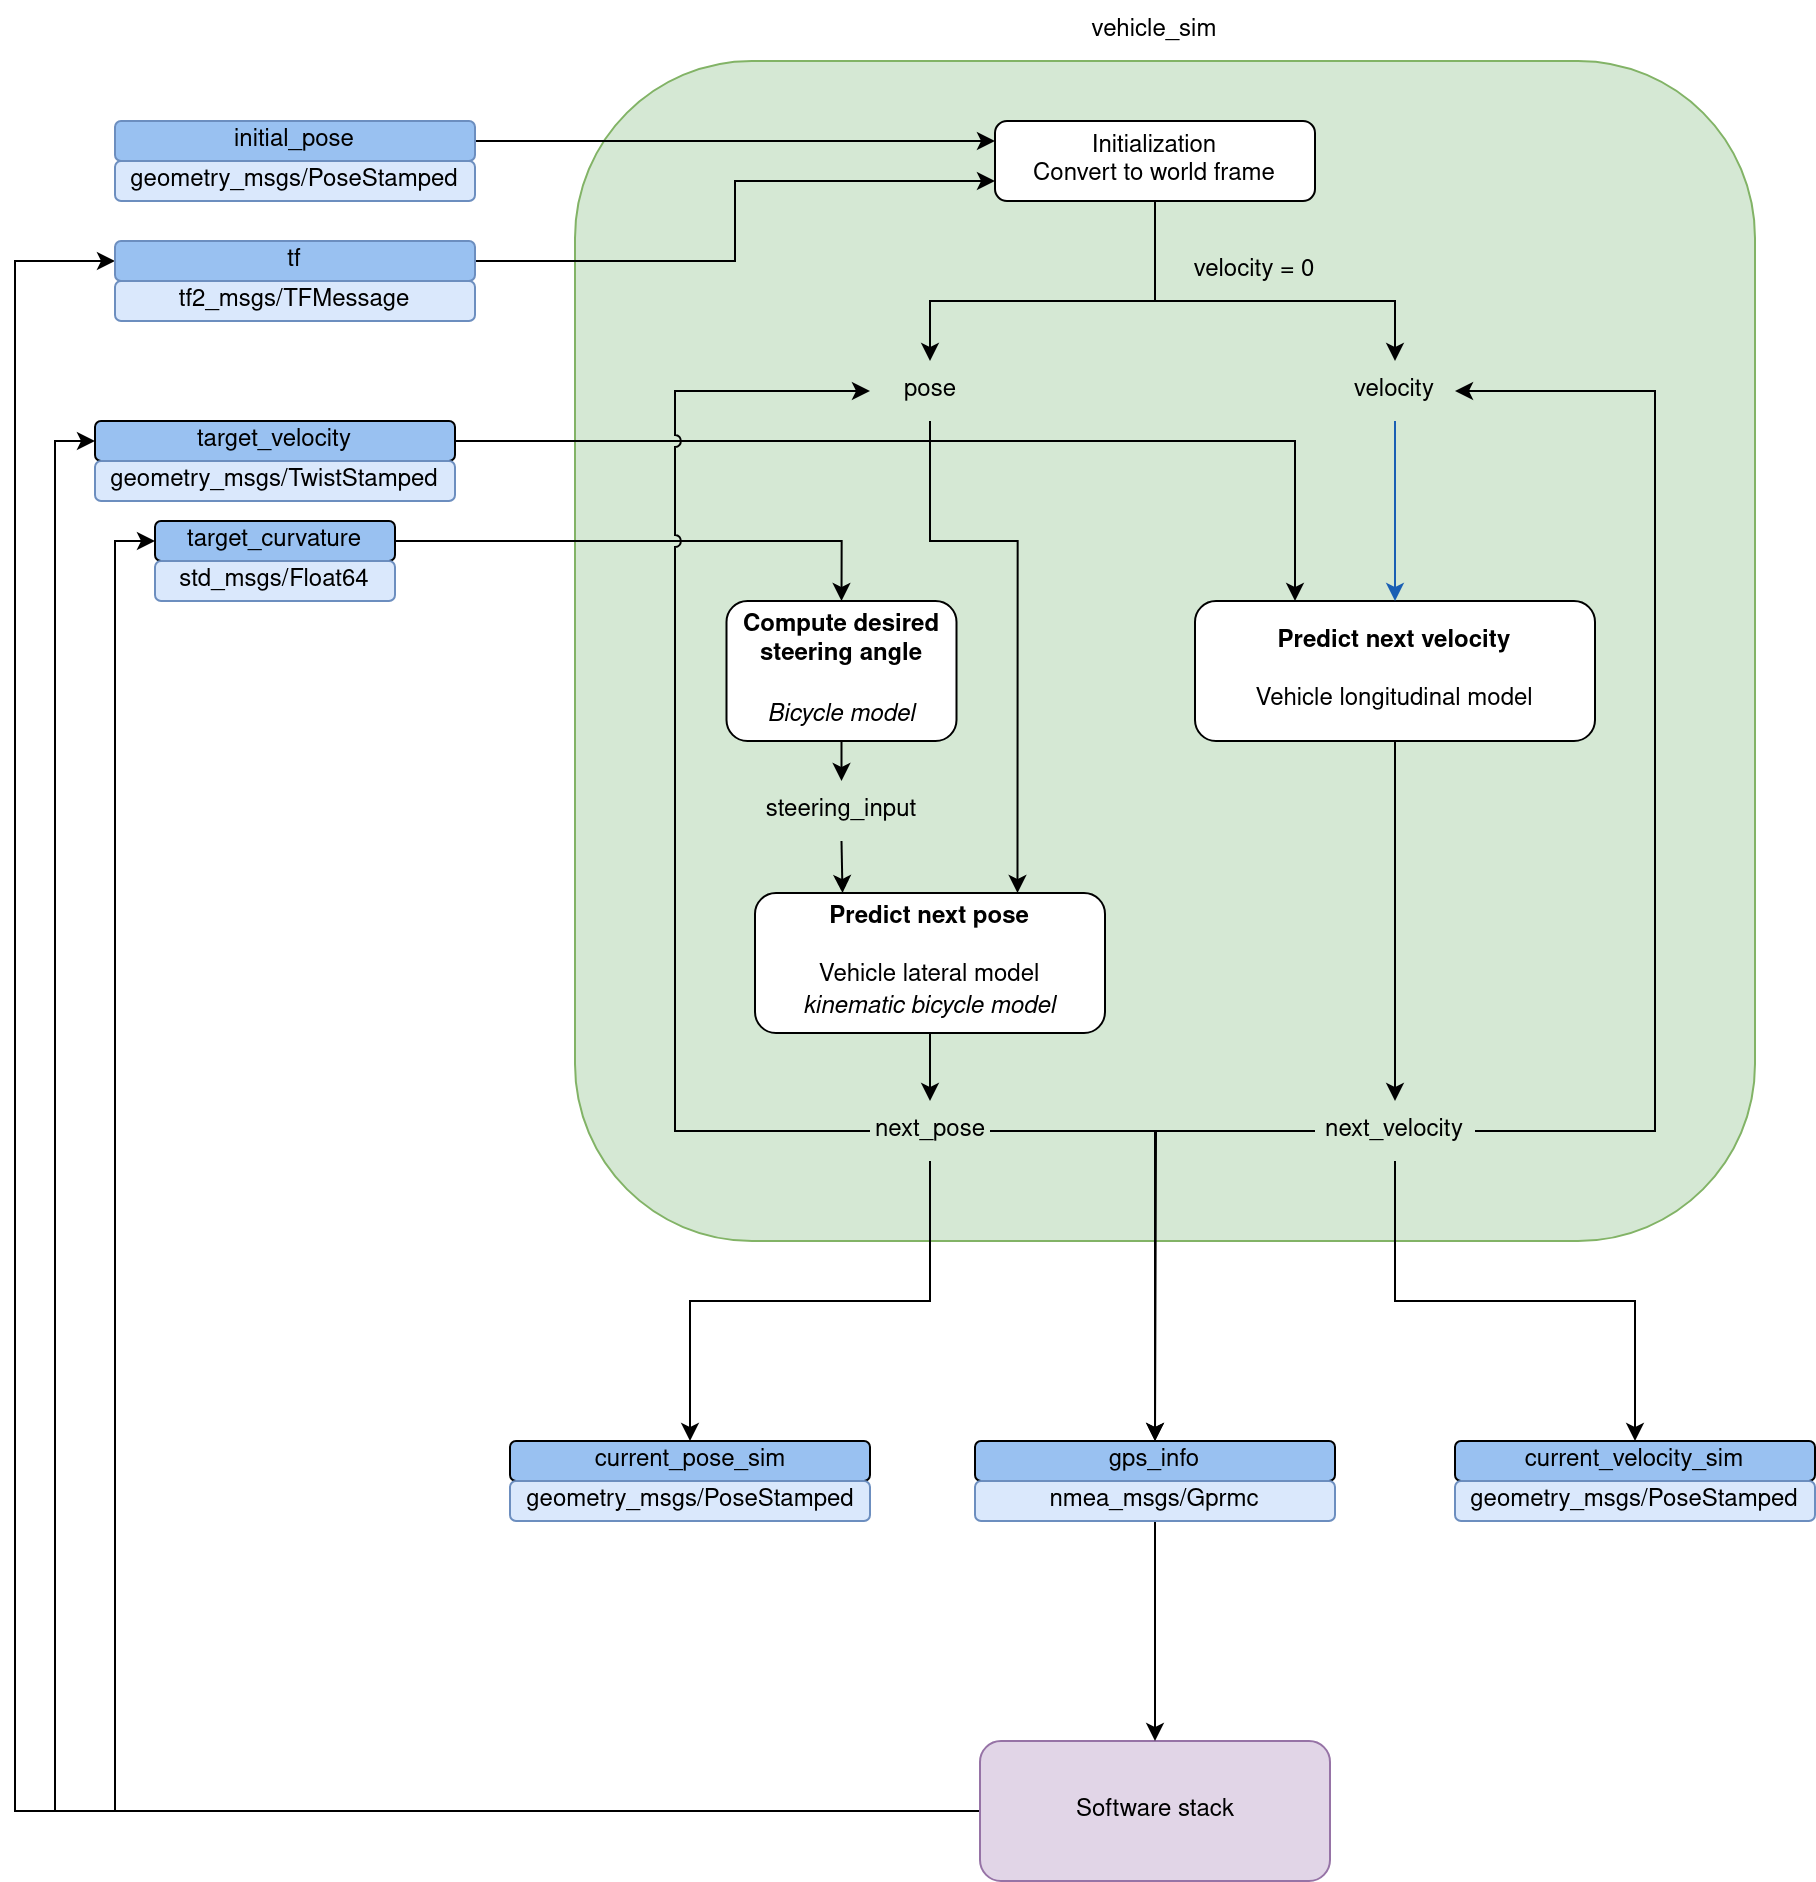 vehicle_sim
initial_pose
geometry_msgs/PoseStamped
Initialization
Convert to world frame
tf
tf2_msgs/TFMessage
velocity = 0
pose
velocity
target_velocity
geometry_msgs/TwistStamped
target_curvature
std_msgs/Float64
Compute desired
steering angle
Bicycle model
Predict next velocity
Vehicle longitudinal model
steering_input
Predict next pose
Vehicle lateral model
kinematic bicycle model
next_pose
next_velocity
current_pose_sim
geometry_msgs/PoseStamped
gps_info
nmea_msgs/Gprmc
current_velocity_sim
geometry_msgs/PoseStamped
Software stack